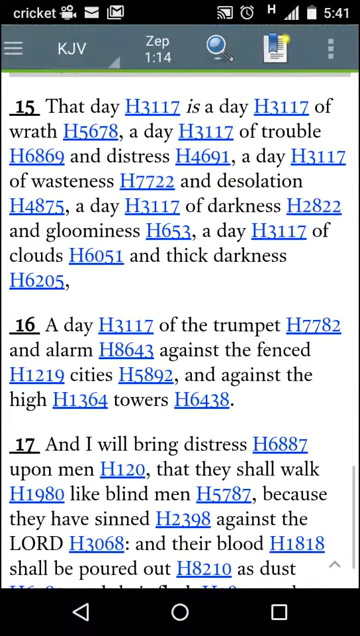 cricket H 5:41
KJV Zep 1:14
15 That day H3117 is a day H3117 of
wrath H5678, a day H3117 of trouble
H6869 and distress H4691, a day H3117
of wasteness H7722 and desolation
H4875, a day H3117 of darkness H2822
and gloominess H653, a day H3117 of
clouds H6051 and thick darkness
H6205,
16 A day H3117 of the trumpet H7782
and alarm H8643 against the fenced
H1219 cities H5892, and against the
high H1364 towers H6438.
17 And I will bring distress H6887
upon men H120, that they shall walk
H1980 like blind men H5787, because
they have sinned H2398 against the
LORD H3068: and their blood H1818
shall be poured out H8210 as dust